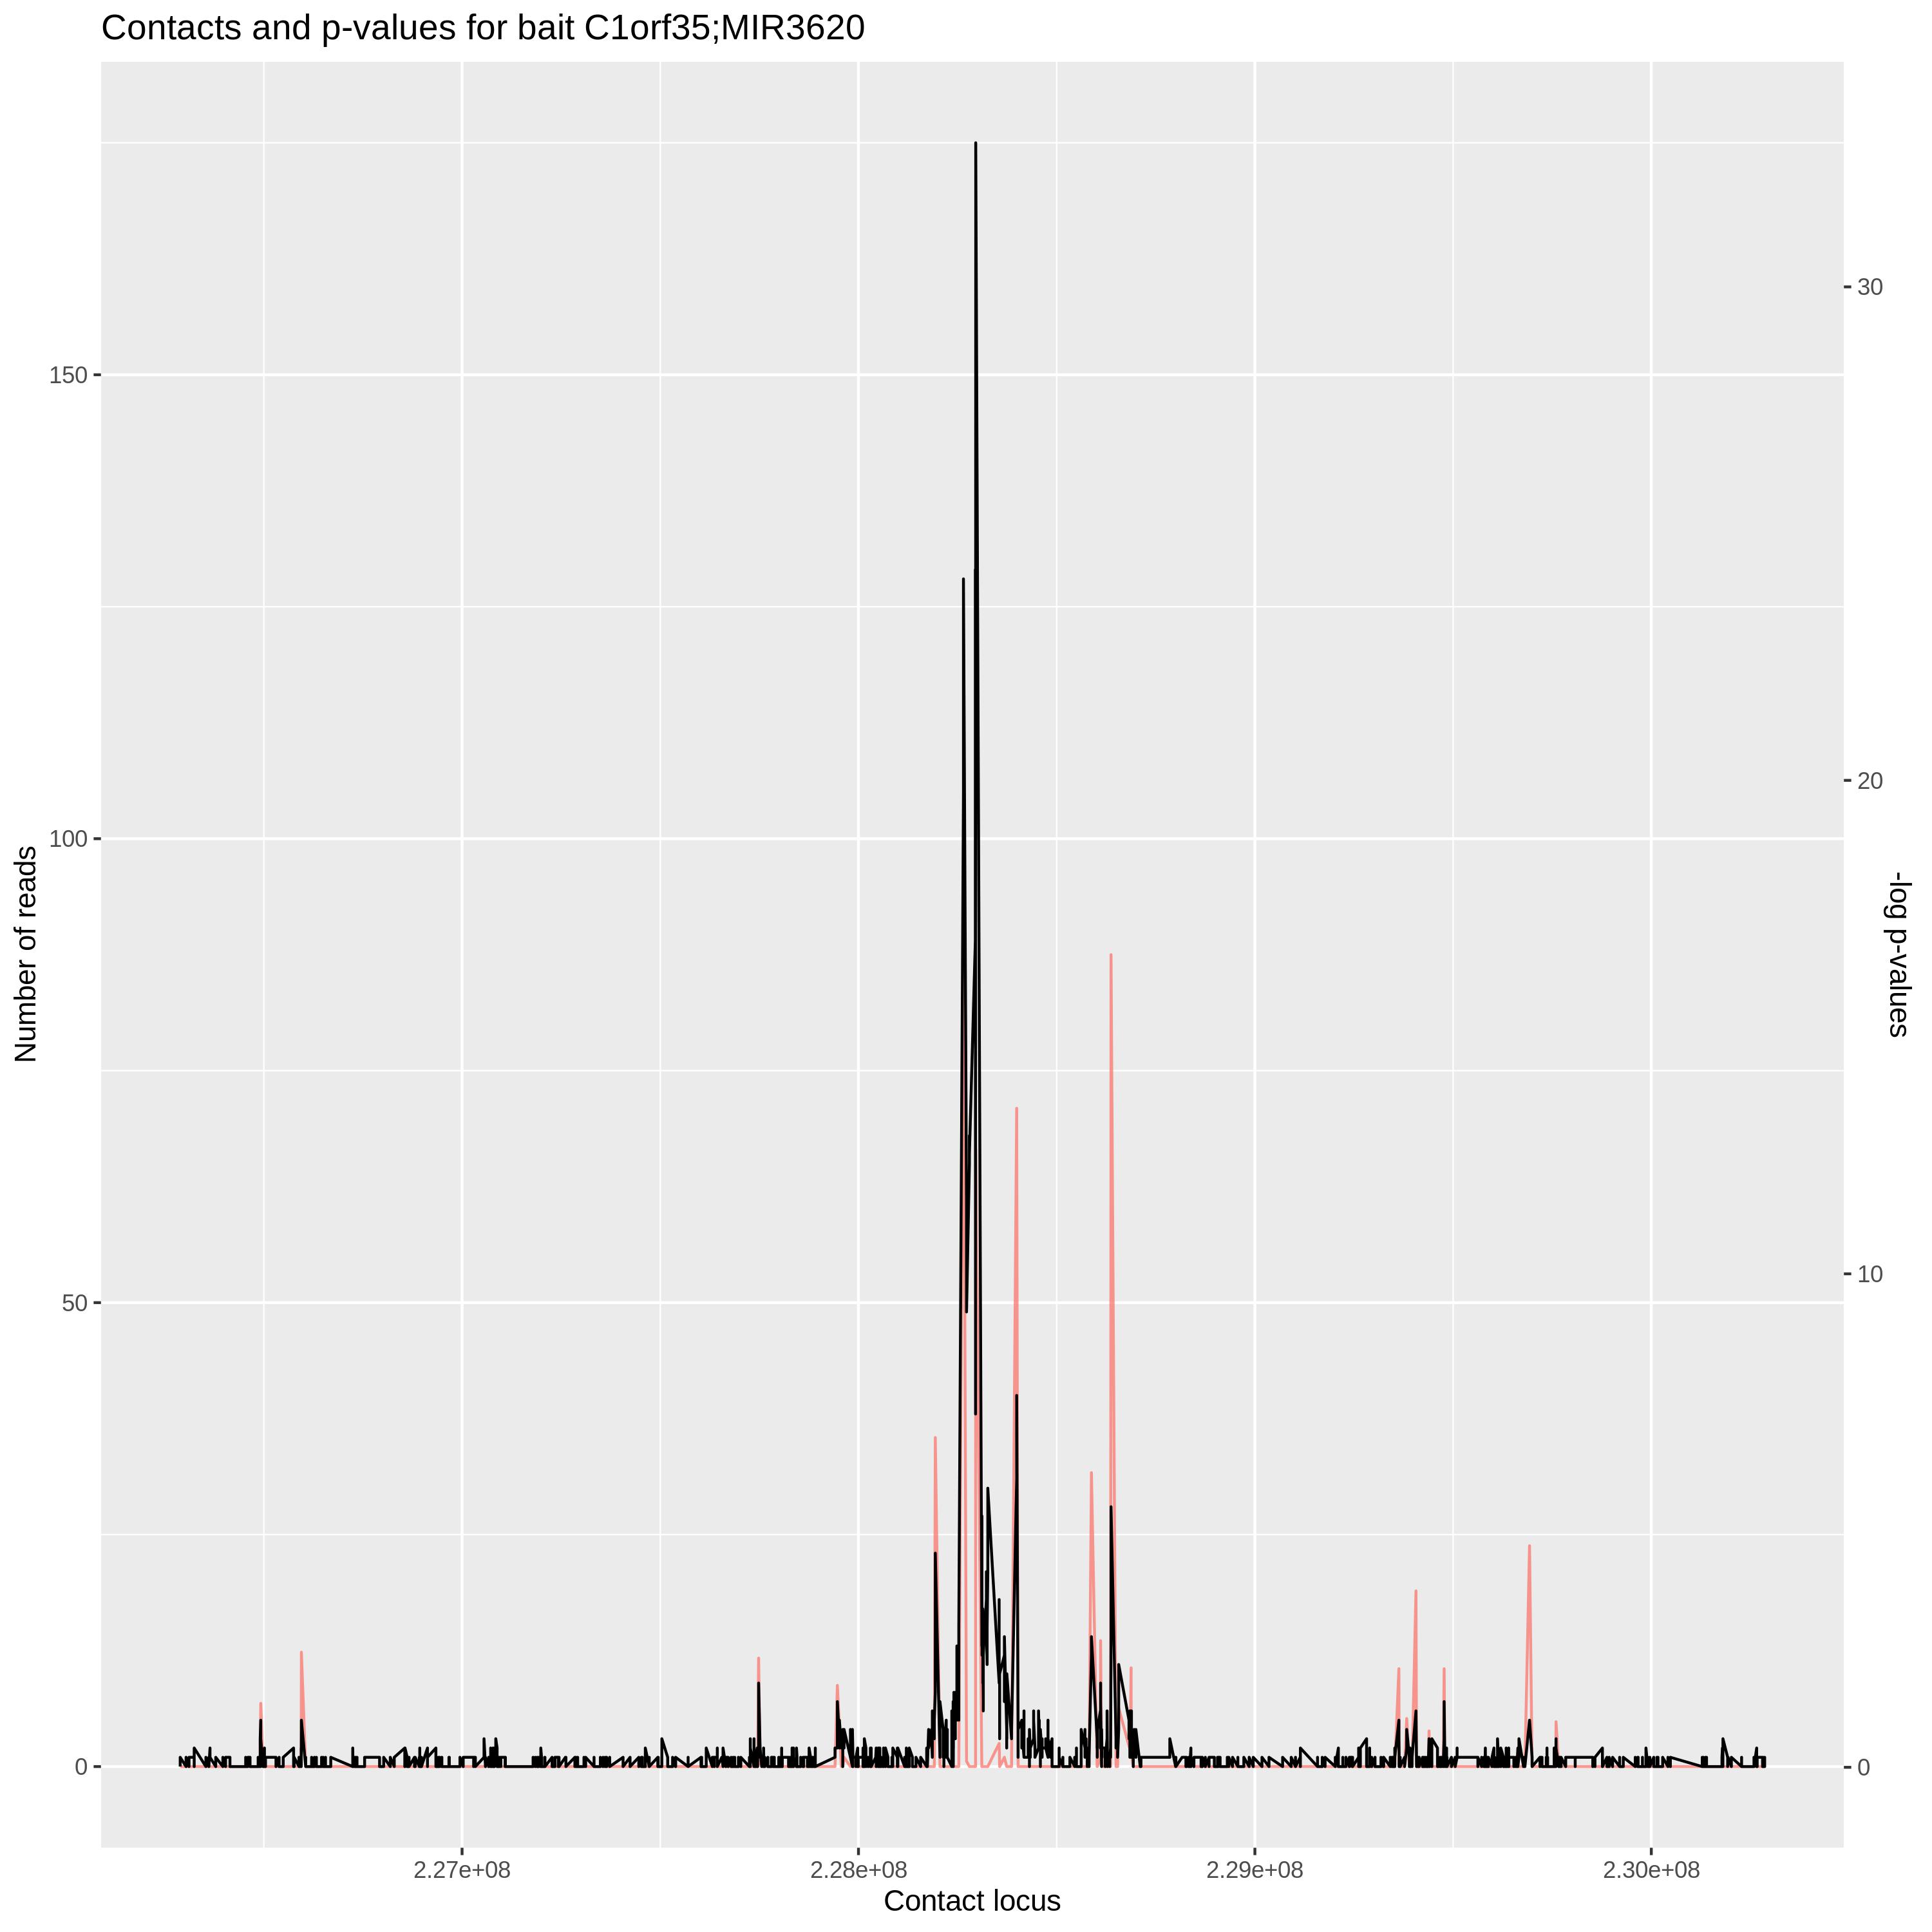 Contacts and p-values for bait C1orf35;MIR3620
Number of reads
150
100
50
0
30
20
10
0
-log p-values
2.27e+08 2.28e+08 2.29e+08 2.30e+08
Contact locus